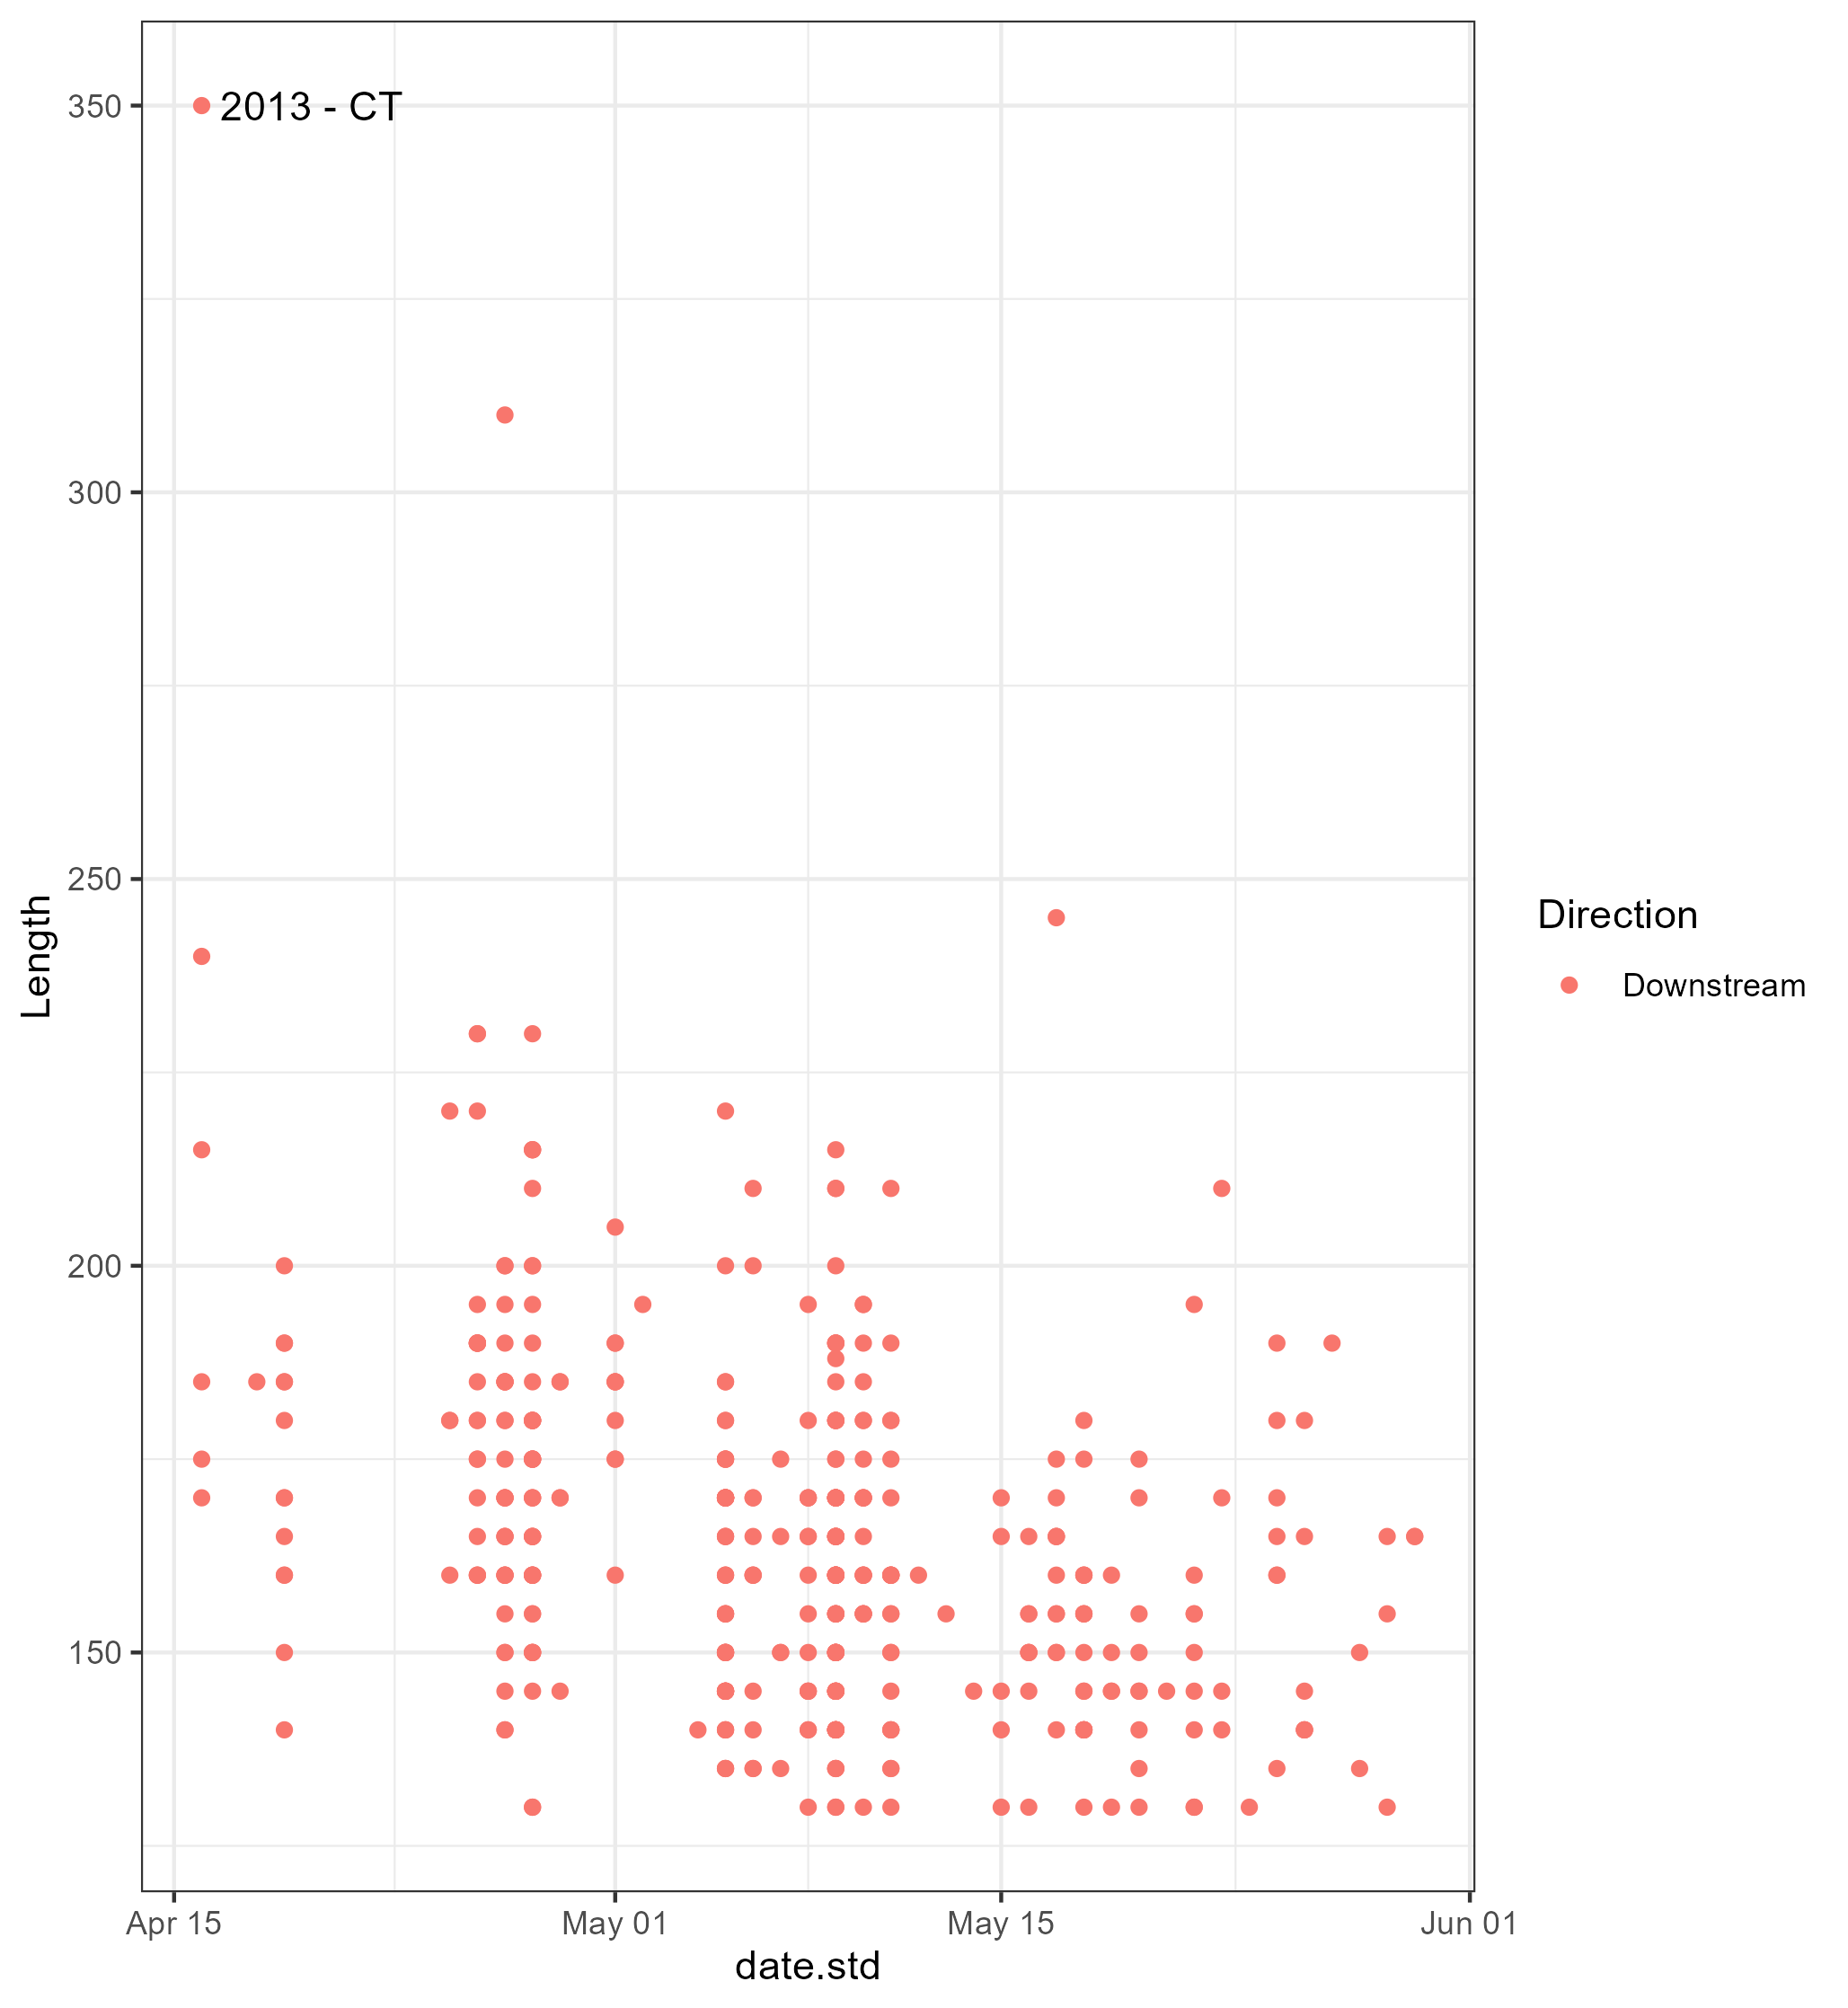 2013 - CT
350
300
250
200
150
Length
Apr 15
May 01
May 15
Jun 01
date.std
Direction
Downstream